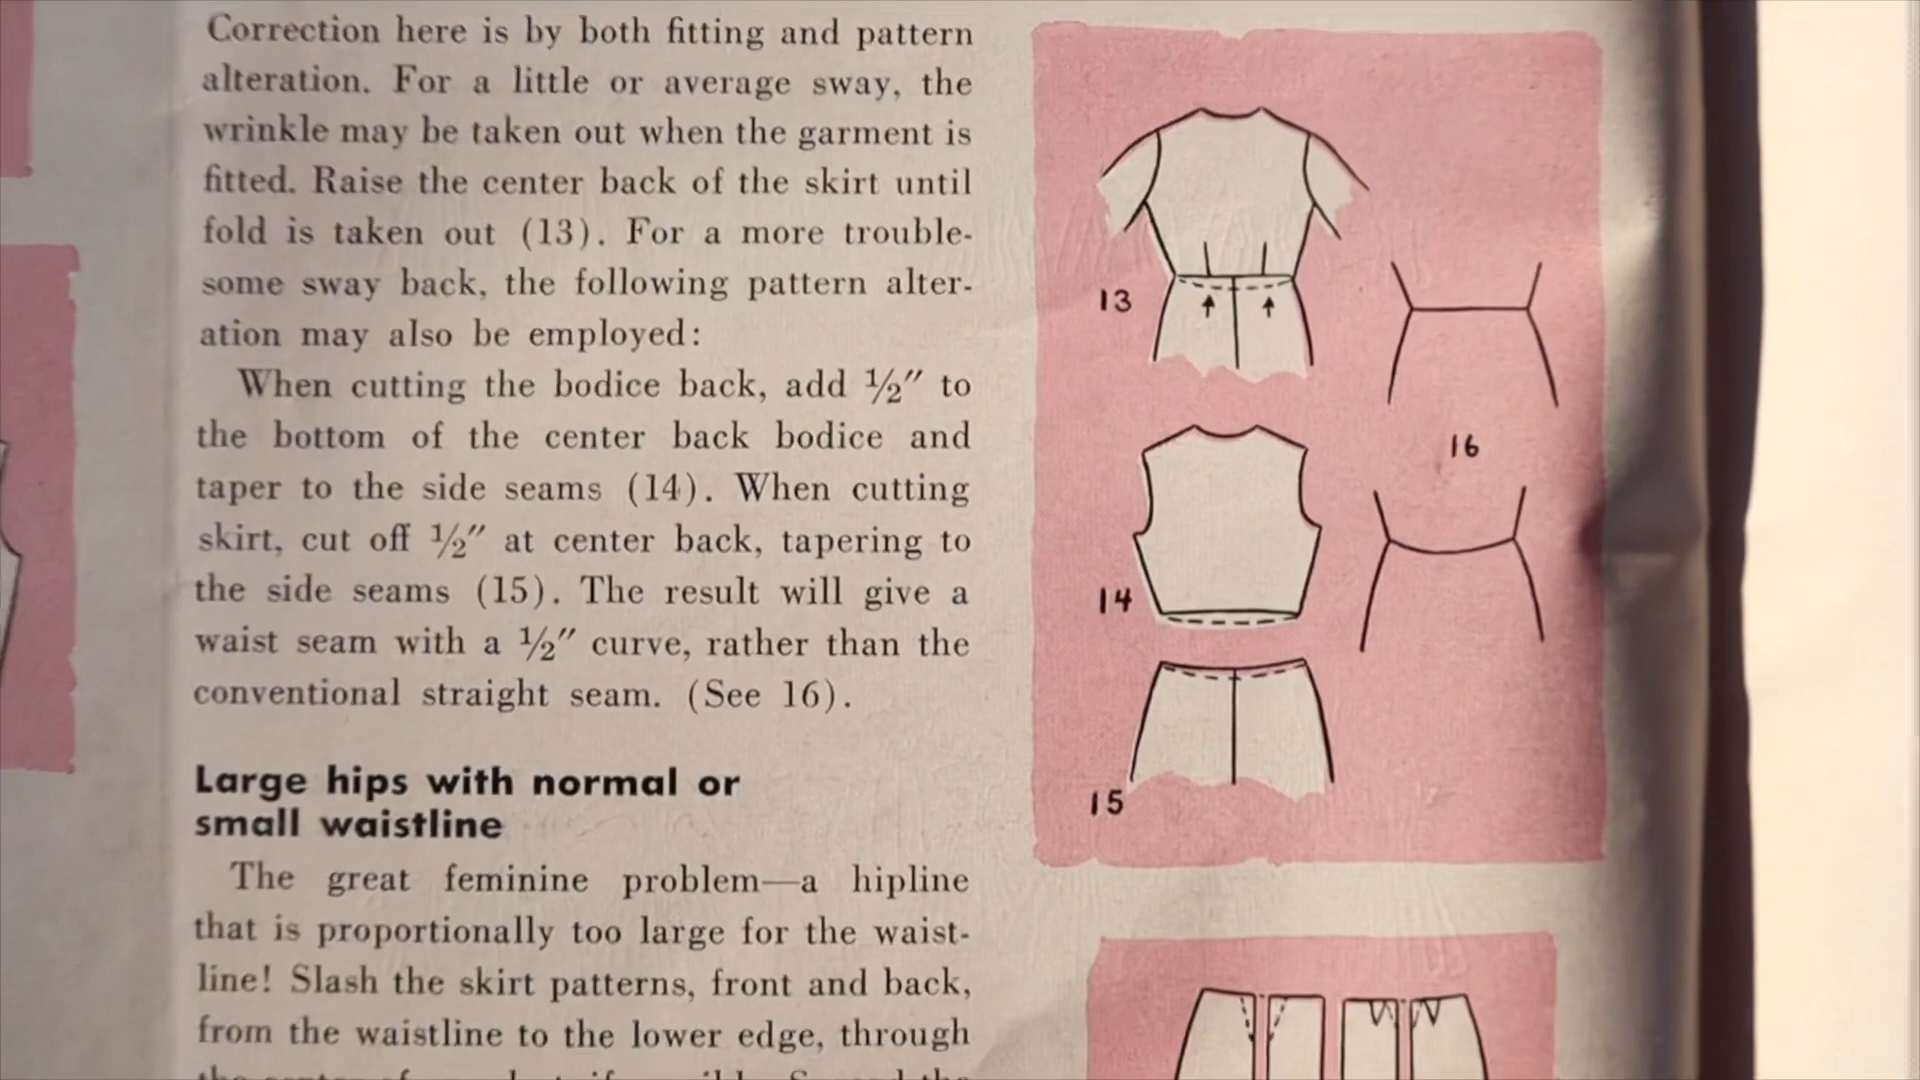 Correction here is by both fitting and pattern
alteration. For a little or average sway, the
wrinkle may be taken out when the garment is
fitted. Raise the center back of the skirt until
fold is taken out (13). For a more trouble-
some sway back, the following pattern alter-
ation may also be employed:
When cutting the bodice back, add ½″ to
the bottom of the center back bodice and
taper to the side seams (14). When cutting
skirt, cut off ½″ at center back, tapering to
the side seams (15). The result will give a
waist seam with a ½″ curve, rather than the
conventional straight seam. (See 16).
Large hips with normal or
small waistline
The great feminine problem—a hipline
that is proportionally too large for the waist-
line! Slash the skirt patterns, front and back,
from the waistline to the lower edge, through
13
16
14
15